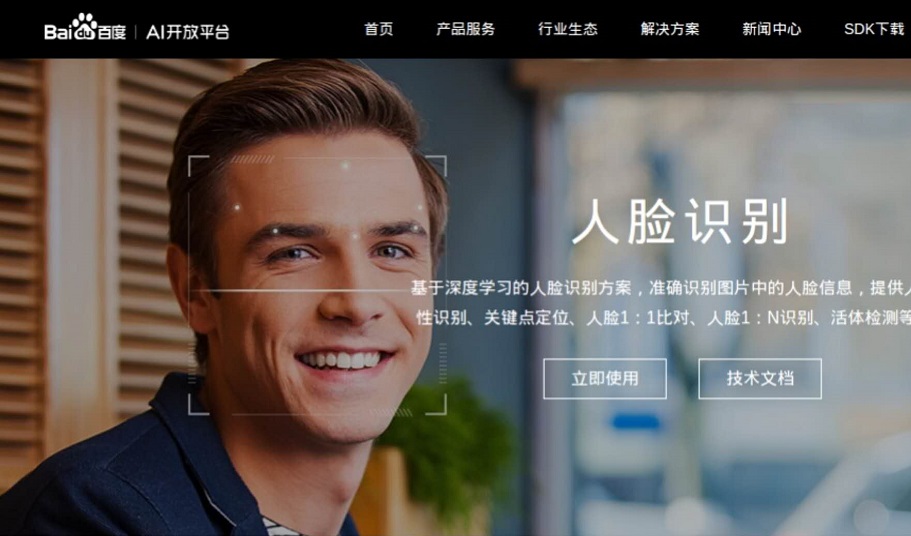 Bai du 百度 | AI开放平台 首页 产品服务 行业生态 解决方案 新闻中心 SDK下载
人脸识别
基于深度学习的人脸识别方案，准确识别图片中的人脸信息，提供
性识别、关键点定位、人脸1：1比对、人脸1：N识别、活体检测等
立即使用 技术文档